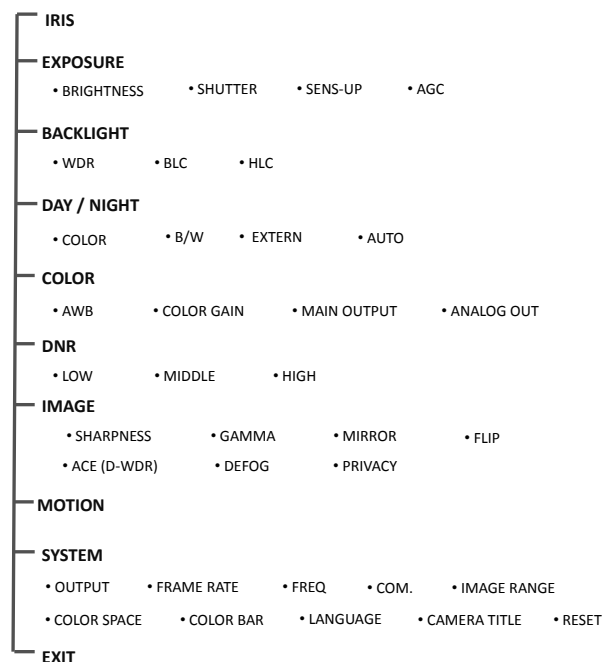 IRIS
EXPOSURE
• BRIGHTNESS • SHUTTER • SENS-UP • AGC
BACKLIGHT
• WDR • BLC • HLC
DAY / NIGHT
• COLOR • B/W • EXTERN • AUTO
COLOR
• AWB • COLOR GAIN • MAIN OUTPUT • ANALOG OUT
DNR
• LOW • MIDDLE • HIGH
IMAGE
• SHARPNESS • GAMMA • MIRROR • FLIP
• ACE (D-WDR) • DEFOG • PRIVACY
MOTION
SYSTEM
• OUTPUT • FRAME RATE • FREQ • COM. • IMAGE RANGE
• COLOR SPACE • COLOR BAR • LANGUAGE • CAMERA TITLE • RESET
EXIT